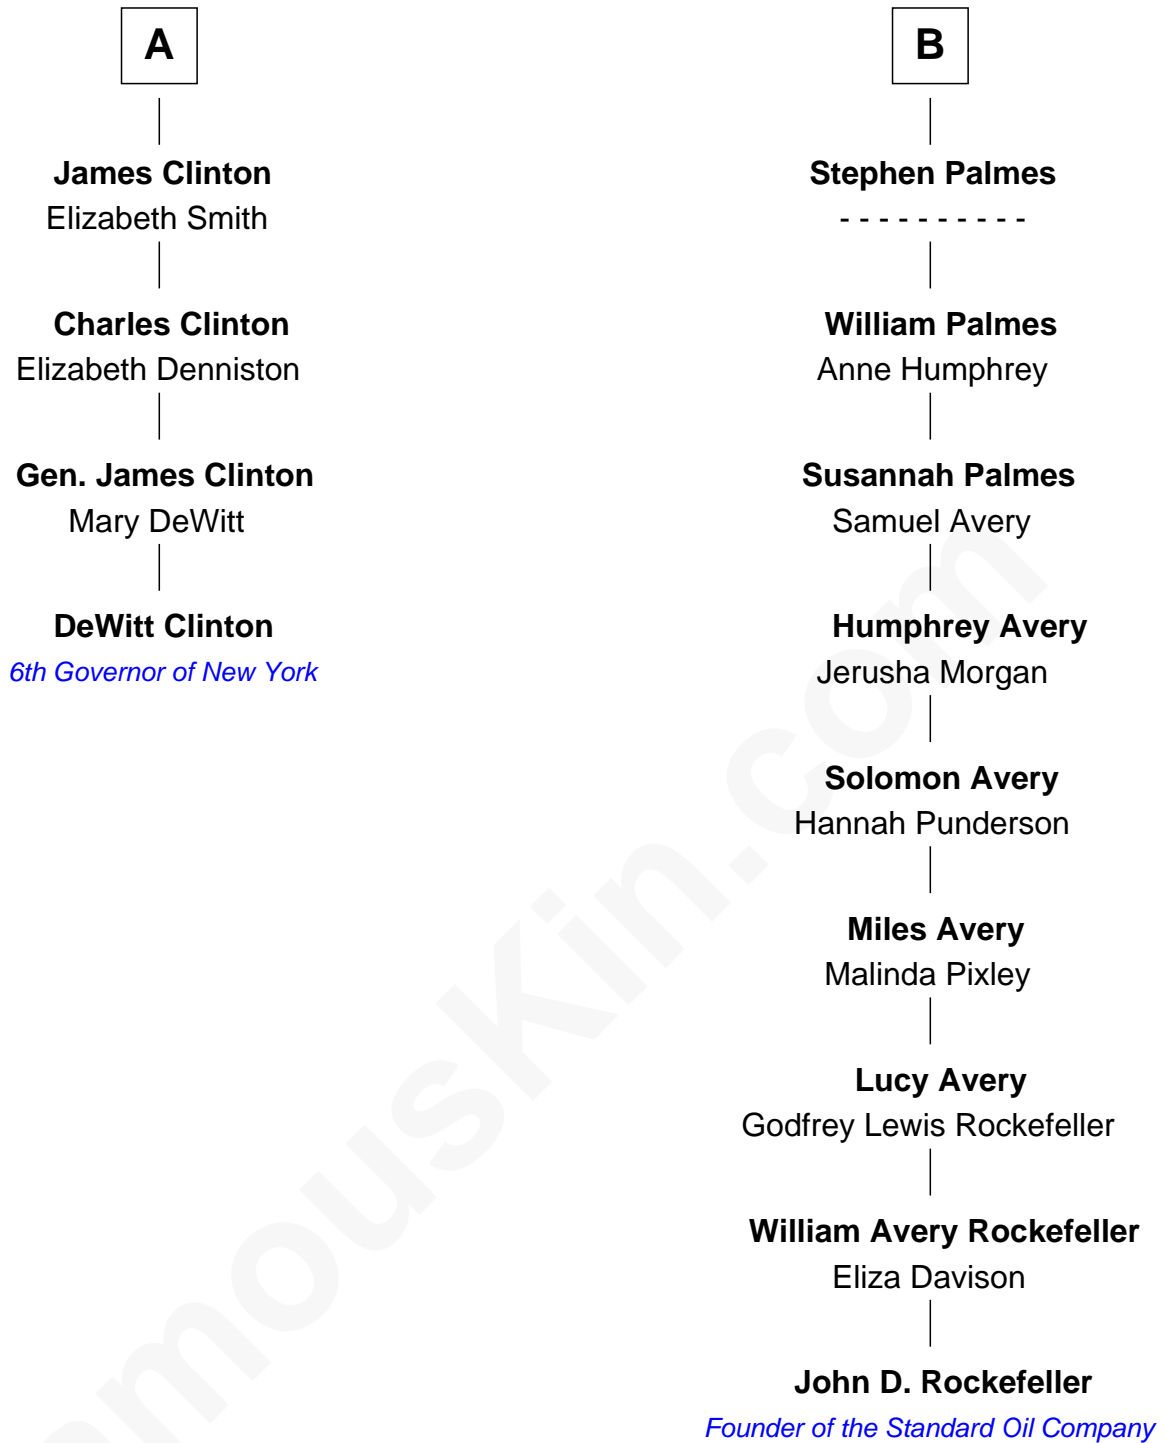 A
James Clinton
Elizabeth Smith
Charles Clinton
Elizabeth Denniston
Gen. James Clinton
Mary DeWitt
DeWitt Clinton
6th Governor of New York
B
Stephen Palmes
- - - - - - - - - -
William Palmes
Anne Humphrey
Susannah Palmes
Samuel Avery
Humphrey Avery
Jerusha Morgan
Solomon Avery
Hannah Punderson
Miles Avery
Malinda Pixley
Lucy Avery
Godfrey Lewis Rockefeller
William Avery Rockefeller
Eliza Davison
John D. Rockefeller
Founder of the Standard Oil Company
amouskin.com